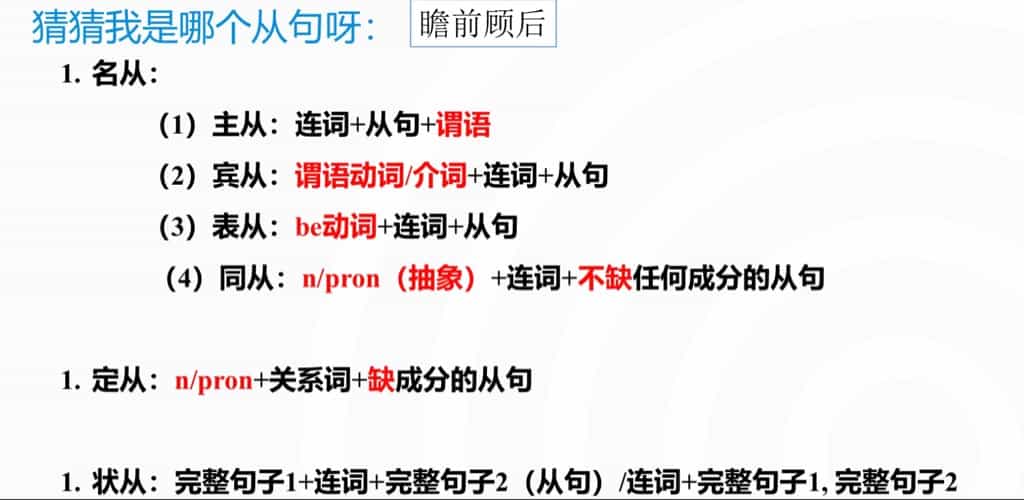 猜猜我是哪个从句呀：
瞻前顾后
1. 名从：
（1）主从：连词+从句+谓语
（2）宾从：谓语动词/介词+连词+从句
（3）表从：be动词+连词+从句
（4）同从：n/pron（抽象）+连词+不缺任何成分的从句
1. 定从：n/pron+关系词+缺成分的从句
1. 状从：完整句子1+连词+完整句子2（从句）/连词+完整句子1, 完整句子2